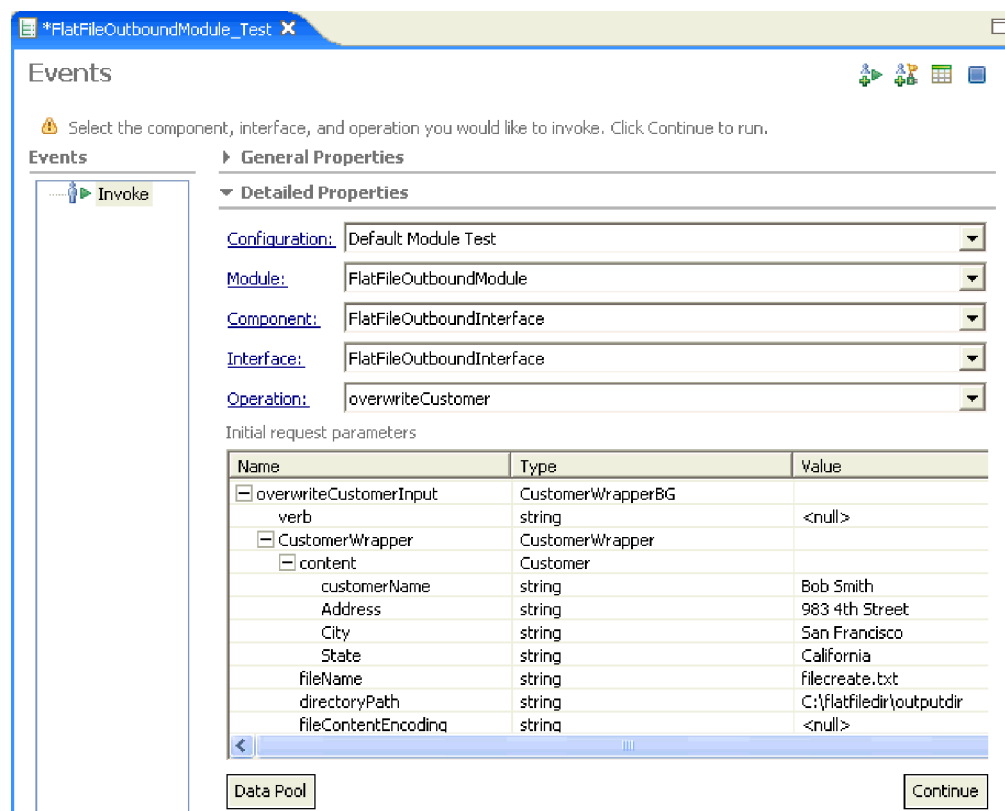 *FlatFileOutboundModule_Test
Events
Select the component, interface, and operation you would like to invoke. Click Continue to run.
Events
General Properties
Invoke
Detailed Properties
Configuration: Default Module Test
Module: FlatFileOutboundModule
Component: FlatFileOutboundInterface
Interface: FlatFileOutboundInterface
Operation: overwriteCustomer
Initial request parameters
Name Type Value
overwriteCustomerInput CustomerWrapperBG
verb string <null>
CustomerWrapper CustomerWrapper
content Customer
customerName string Bob Smith
Address string 983 4th Street
City string San Francisco
State string California
fileName string filecreate.txt
directoryPath string C:\flatfiledir\outputdir
fileContentEncoding string <null>
Data Pool Continue